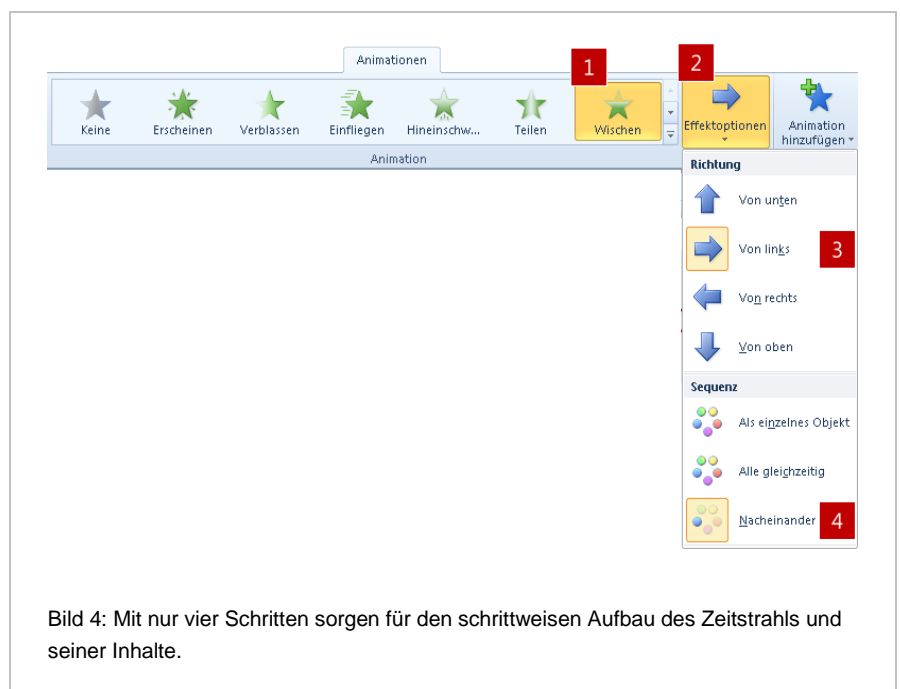 Animationen
1
2
Keine
Erscheinen
Verblassen
Einfliegen
Hineinschw...
Teilen
Wischen
Effektoptionen
Animation
hinzufügen
Animation
Richtung
Von unten
Von links
3
Von rechts
Von oben
Sequenz
Als einzelnes Objekt
Alle gleichzeitig
Nacheinander
4
Bild 4: Mit nur vier Schritten sorgen für den schrittweisen Aufbau des Zeitstrahls und
seiner Inhalte.